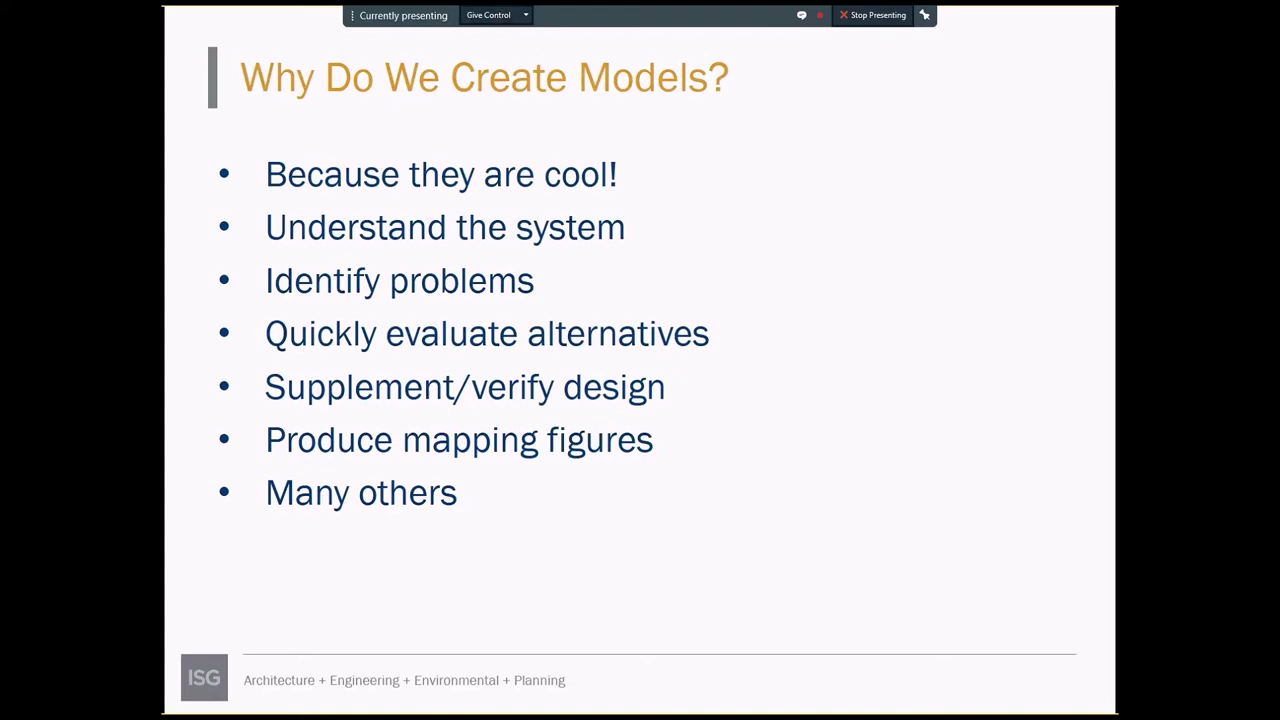 Currently presenting
Give Control
Stop Presenting
Why Do We Create Models?
• Because they are cool!
• Understand the system
• Identify problems
• Quickly evaluate alternatives
• Supplement/verify design
• Produce mapping figures
• Many others
ISG
Architecture + Engineering + Environmental + Planning